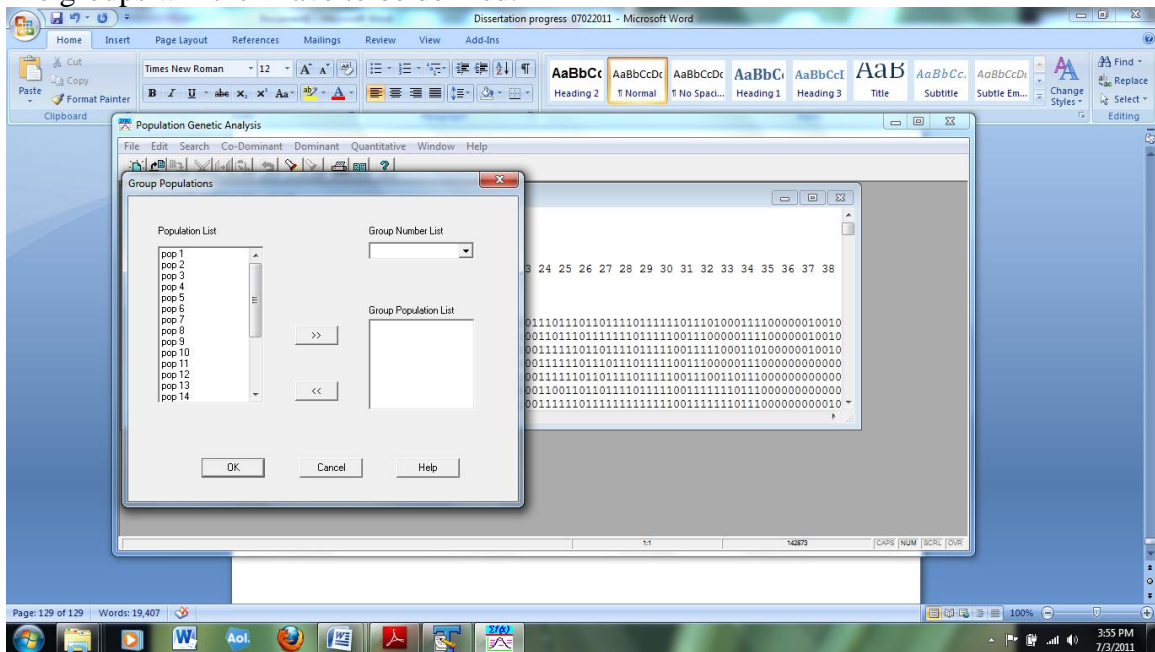 Dissertation progress 07022011 - Microsoft Word
Home Insert Page Layout References Mailings Review View Add-Ins
Cut
Copy
Format Painter
Paste
Clipboard
Times New Roman 12
AaBbCc AaBbCcDc AaBbCcDc AaBbC AaBbCcI AaB AaBbCc. AaBbCcDc
Heading 2 ¶ Normal ¶ No Spaci... Heading 1 Heading 3 Title Subtitle Subtle Em...
Change Styles
Find
Replace
Select
Editing
Population Genetic Analysis
File Edit Search Co-Dominant Dominant Quantitative Window Help
Group Populations
Population List
pop 1
pop 2
pop 3
pop 4
pop 5
pop 6
pop 7
pop 8
pop 9
pop 10
pop 11
pop 12
pop 13
pop 14
>>
<<
Group Number List
Group Population List
OK Cancel Help
24 25 26 27 28 29 30 31 32 33 34 35 36 37 38
1:1 142873 CAPS NUM SCRL OVR
Page: 129 of 129 Words: 19,407
100%
Aol.
Σf(x)
3:55 PM
7/3/2011